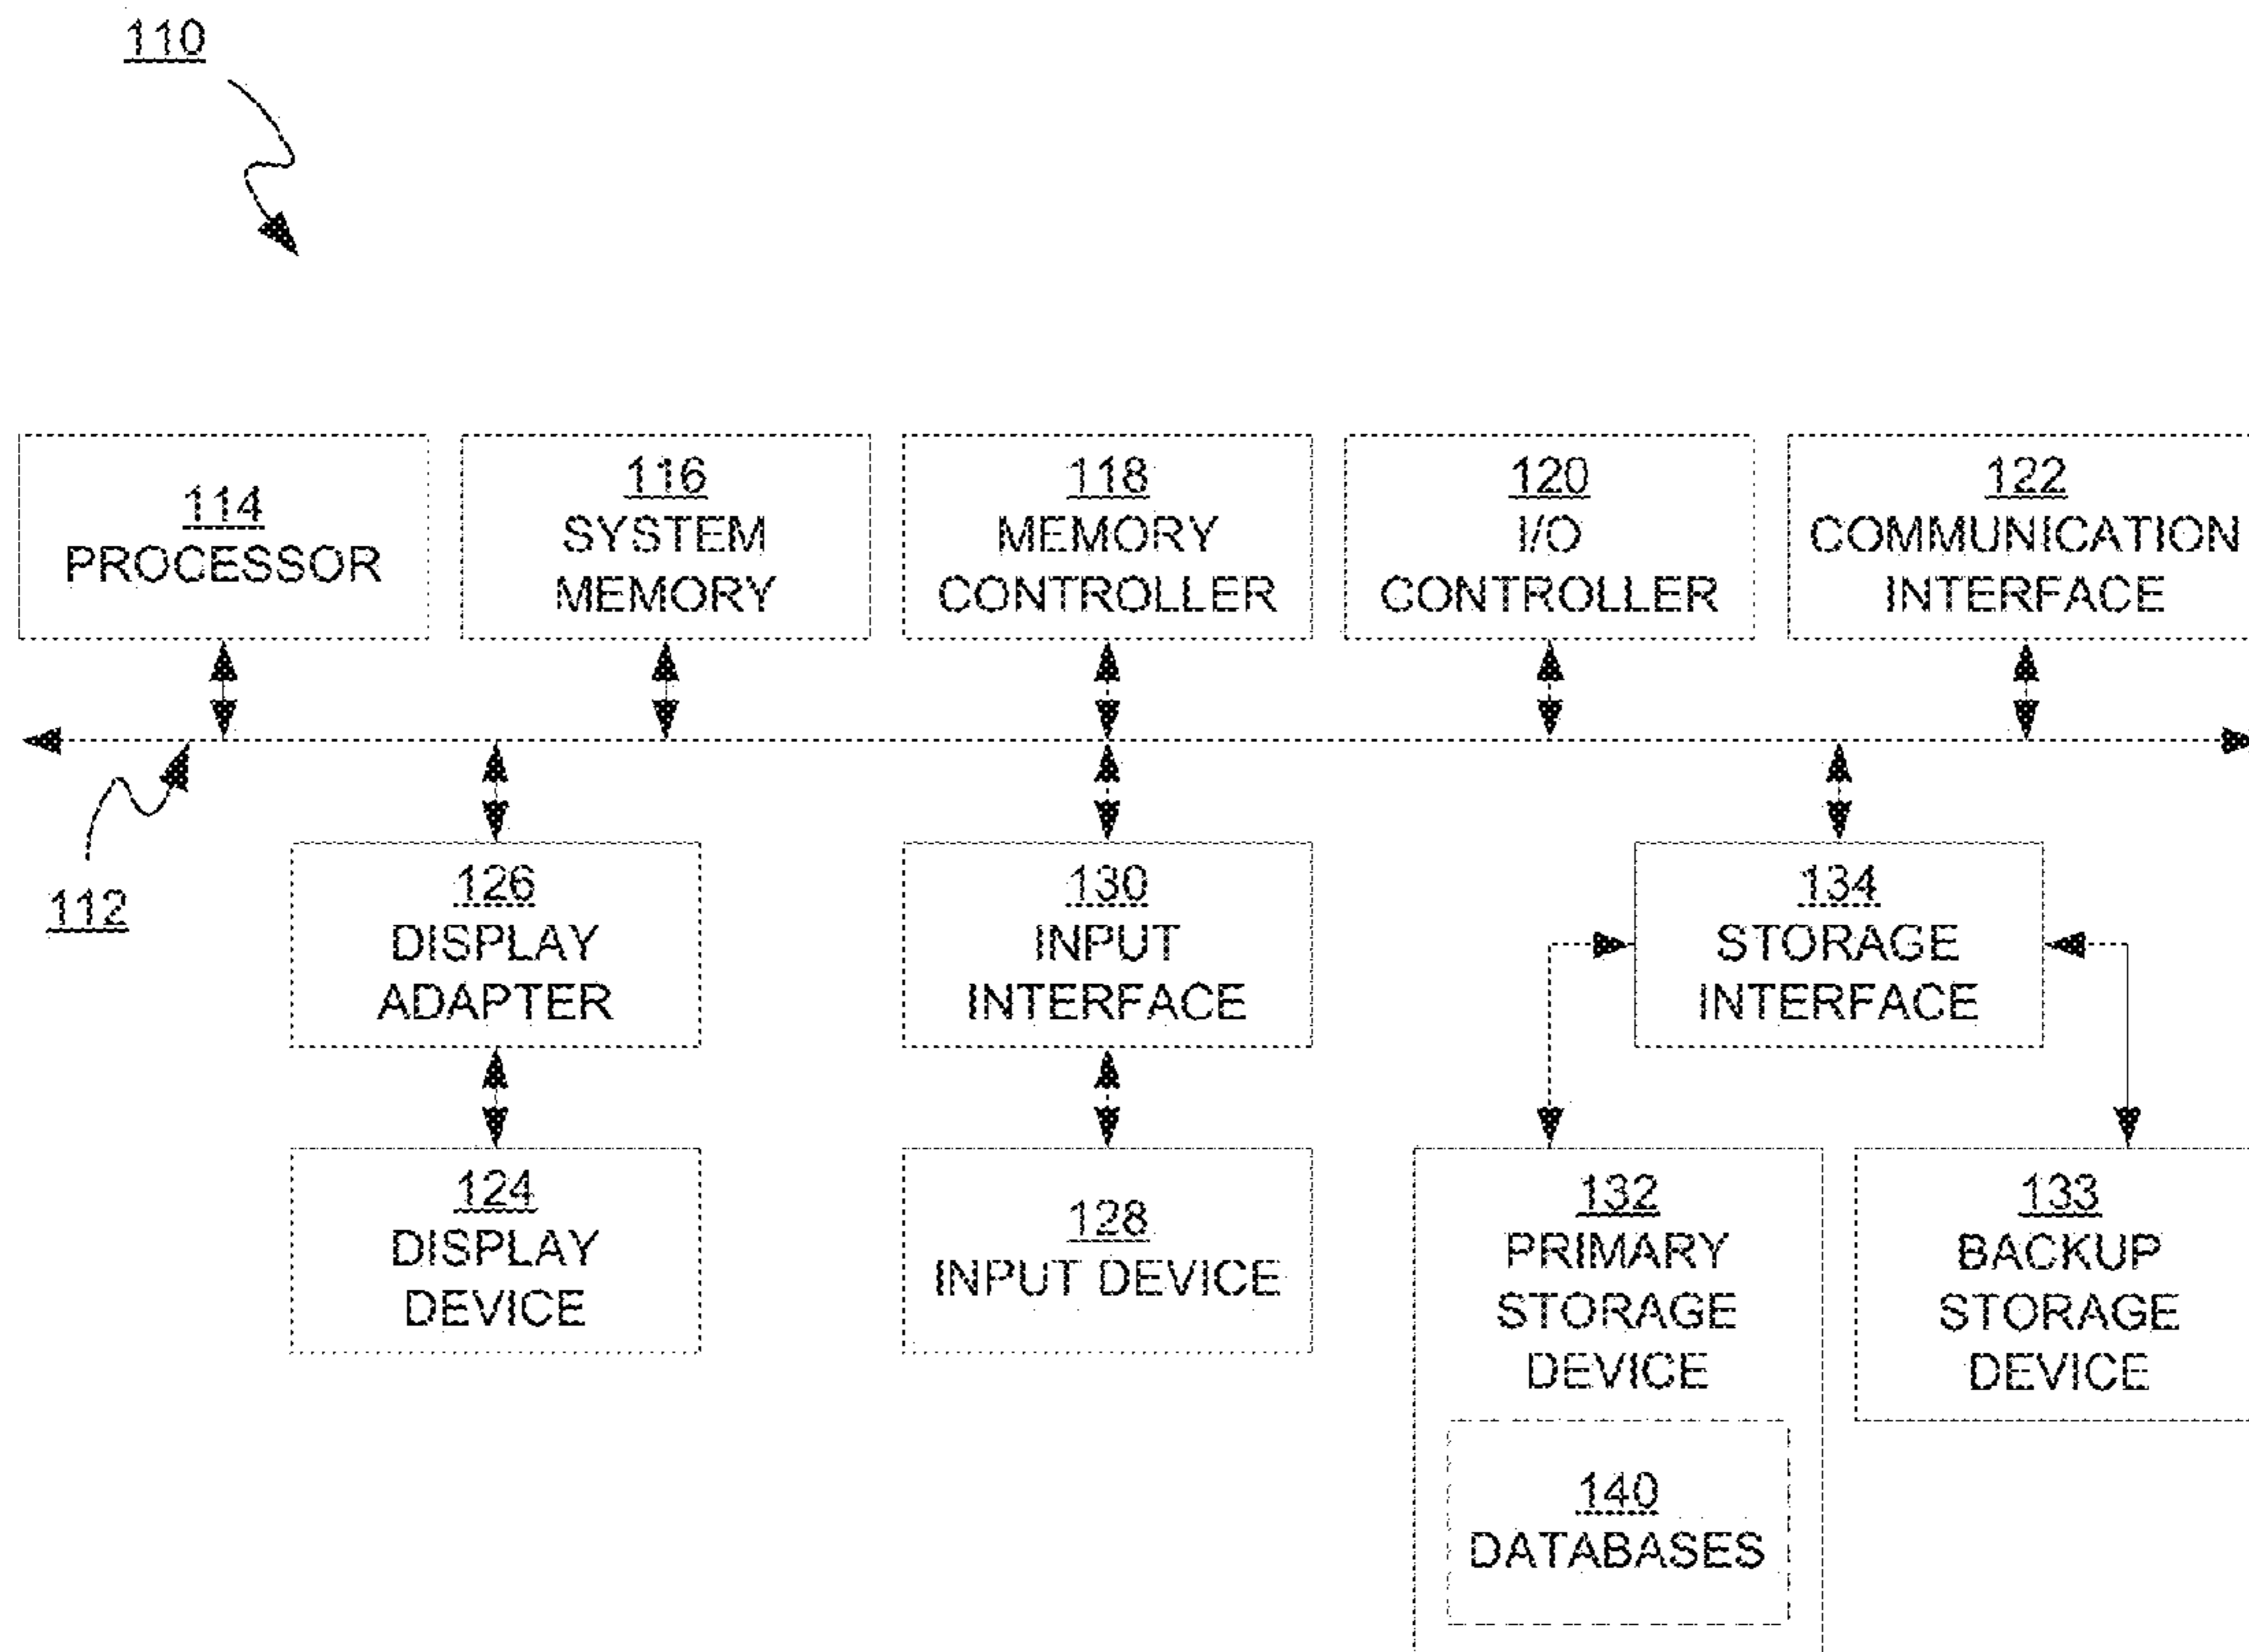 110
114
PROCESSOR
116
SYSTEM
MEMORY
118
MEMORY
CONTROLLER
120
I/O
CONTROLLER
122
COMMUNICATION
INTERFACE
112
126
DISPLAY
ADAPTER
130
INPUT
INTERFACE
134
STORAGE
INTERFACE
124
DISPLAY
DEVICE
128
INPUT DEVICE
132
PRIMARY
STORAGE
DEVICE
133
BACKUP
STORAGE
DEVICE
140
DATABASES